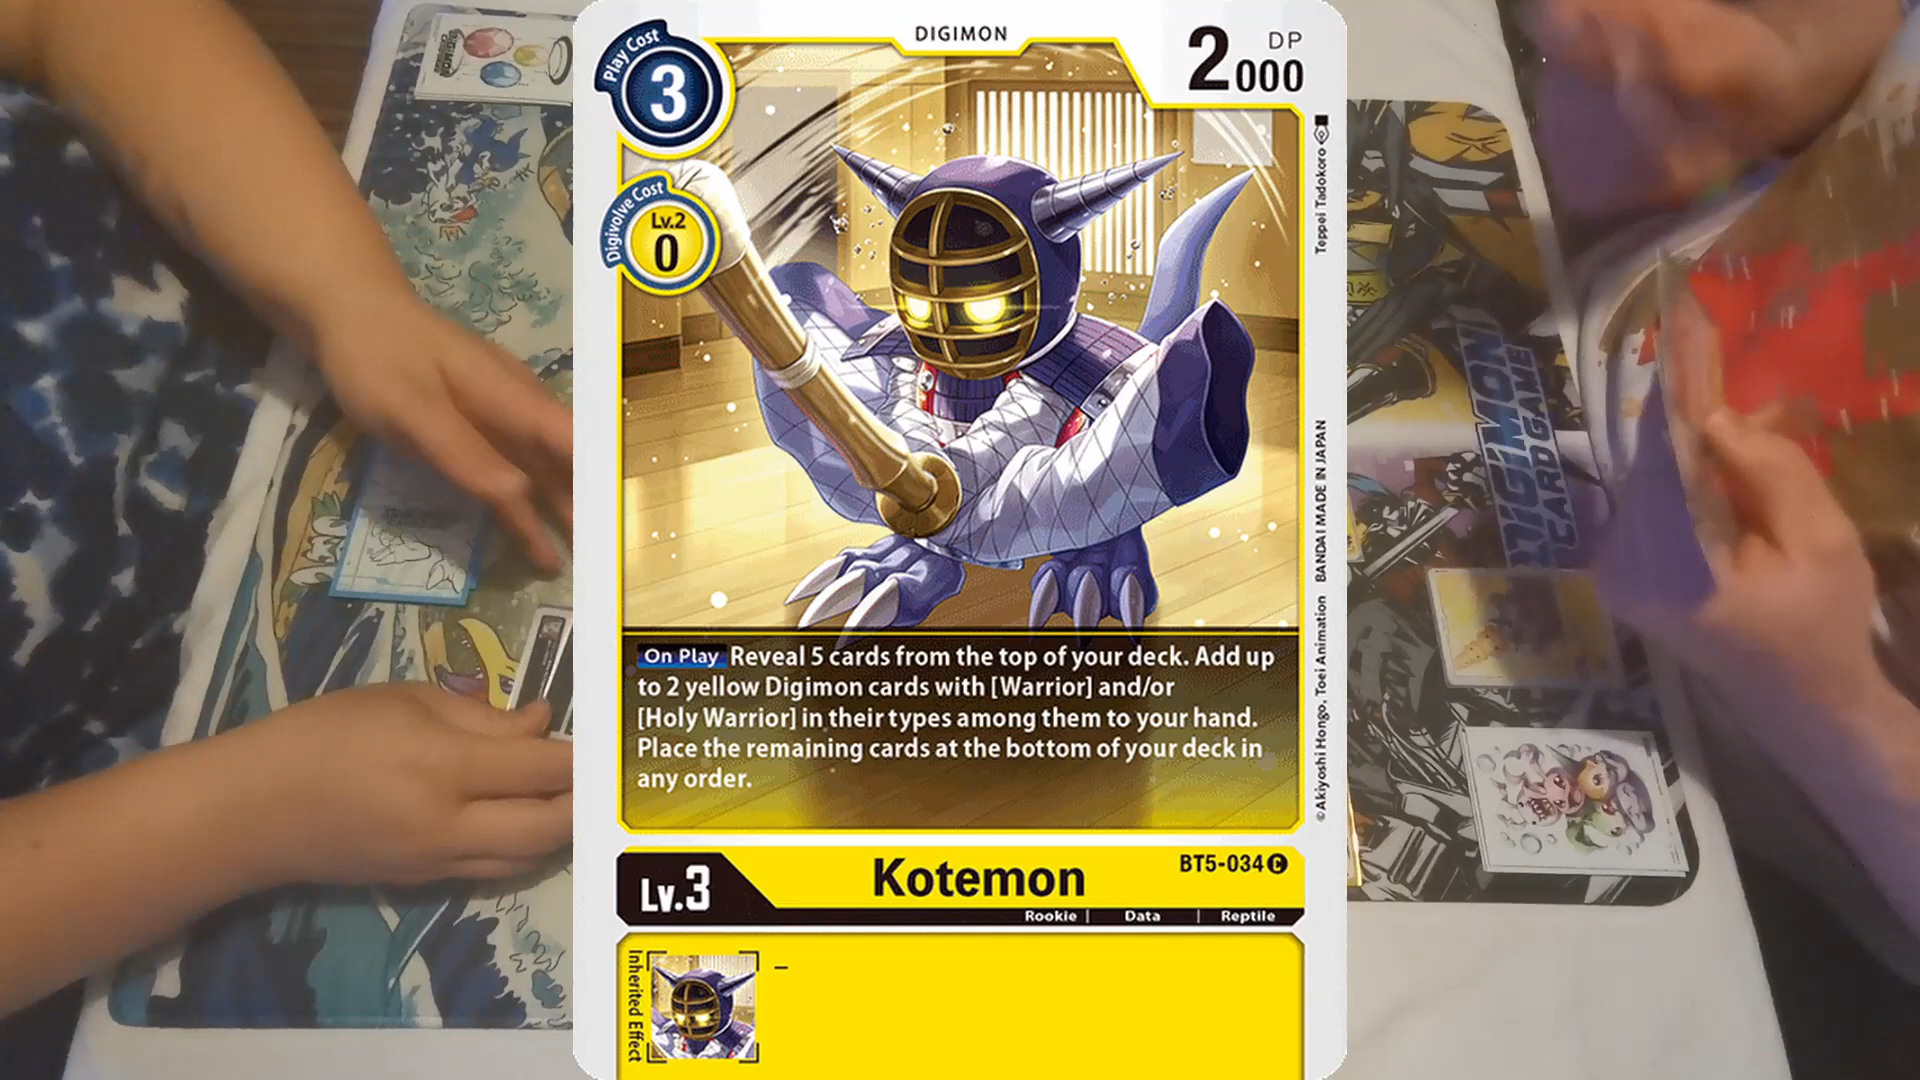 DIGIMON
Play Cost
3
DP
2000
Digivolve Cost
Lv.2
0
On Play Reveal 5 cards from the top of your deck. Add up
to 2 yellow Digimon cards with [Warrior] and/or
[Holy Warrior] in their types among them to your hand.
Place the remaining cards at the bottom of your deck in
any order.
Teppei Tadokoro
©Akiyoshi Hongo, Toei Animation BANDAI MADE IN JAPAN
Lv.3
Kotemon
BT5-034 C
Rookie | Data | Reptile
Inherited Effect
-
DIGIMON
DIGIMON
CARD GAME